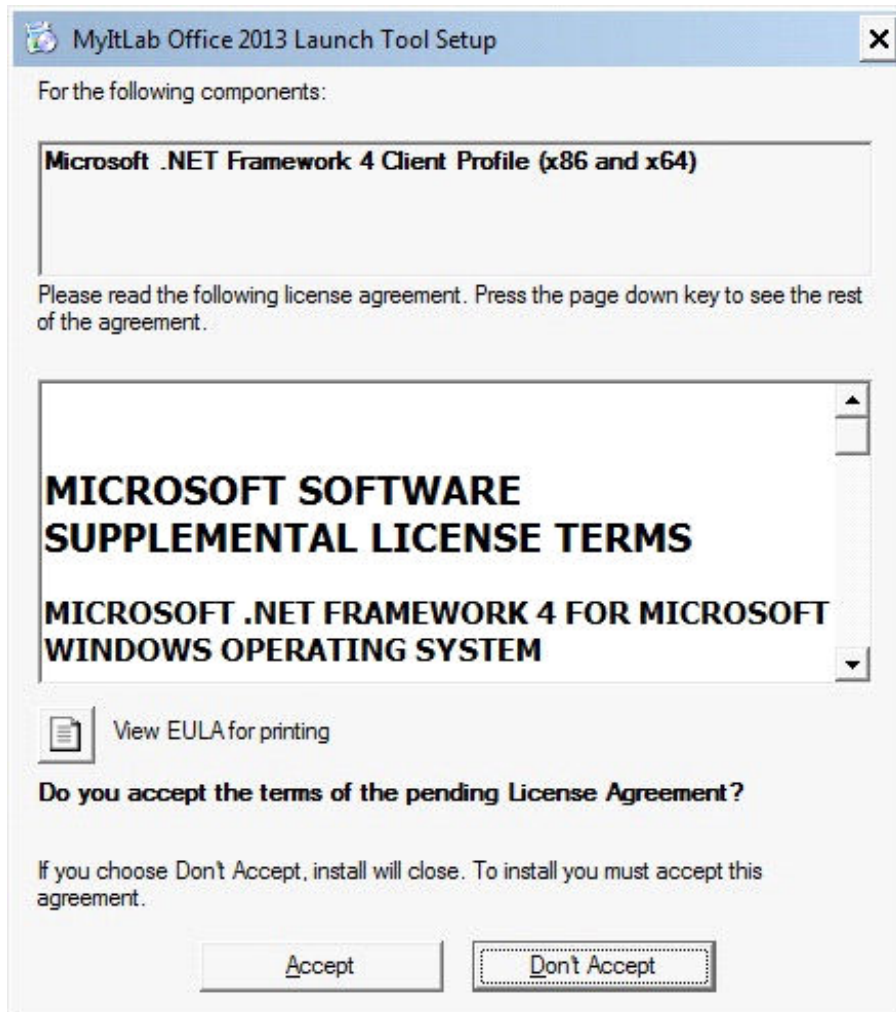 MyItLab Office 2013 Launch Tool Setup
For the following components:
Microsoft .NET Framework 4 Client Profile (x86 and x64)
Please read the following license agreement. Press the page down key to see the rest
of the agreement.
MICROSOFT SOFTWARE
SUPPLEMENTAL LICENSE TERMS
MICROSOFT .NET FRAMEWORK 4 FOR MICROSOFT
WINDOWS OPERATING SYSTEM
View EULA for printing
Do you accept the terms of the pending License Agreement?
If you choose Don't Accept, install will close. To install you must accept this
agreement.
Accept
Don't Accept